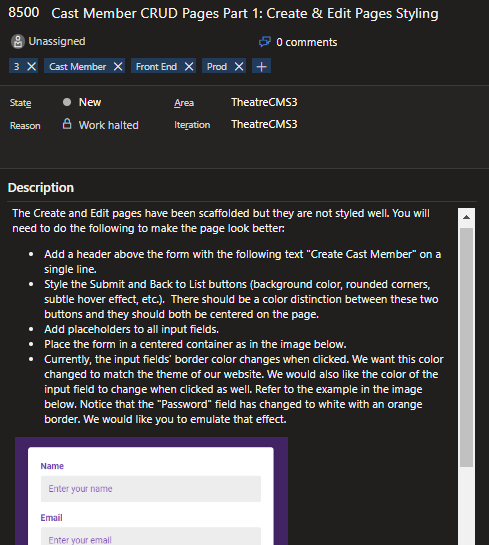 8500 Cast Member CRUD Pages Part 1: Create & Edit Pages Styling
Unassigned 0 comments
3 Cast Member Front End Prod
State New Area TheatreCMS3
Reason Work halted Iteration TheatreCMS3
Description
The Create and Edit pages have been scaffolded but they are not styled well. You will
need to do the following to make the page look better:
• Add a header above the form with the following text "Create Cast Member" on a
single line.
• Style the Submit and Back to List buttons (background color, rounded corners,
subtle hover effect, etc.). There should be a color distinction between these two
buttons and they should both be centered on the page.
• Add placeholders to all input fields.
• Place the form in a centered container as in the image below.
• Currently, the input fields' border color changes when clicked. We want this color
changed to match the theme of our website. We would also like the color of the
input field to change when clicked as well. Refer to the example in the image
below. Notice that the "Password" field has changed to white with an orange
border. We would like you to emulate that effect.
Name
Enter your name
Email
Enter your email